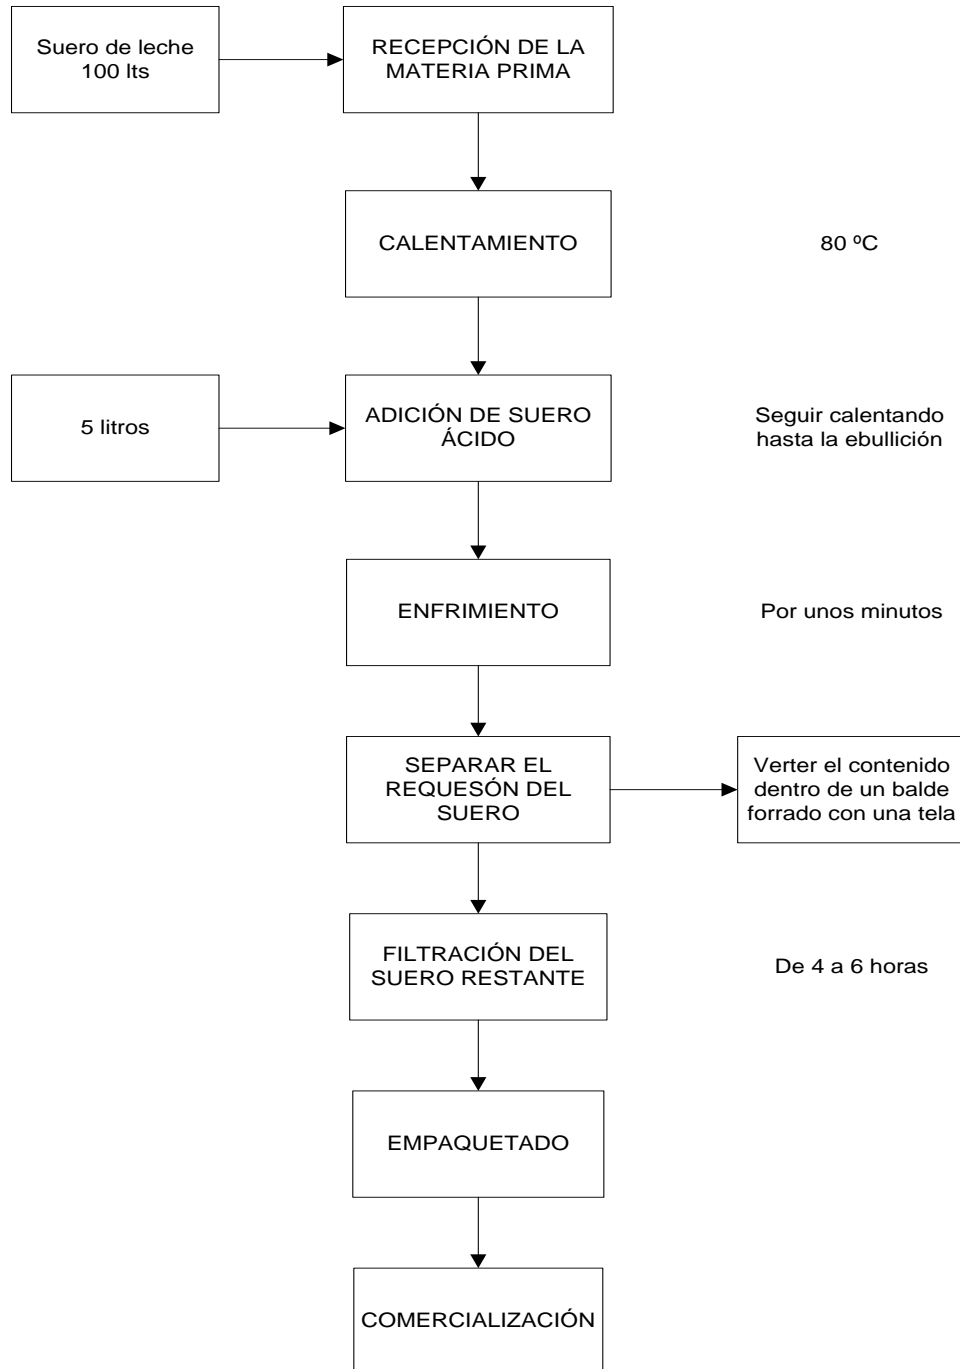 Suero de leche
100 lts
RECEPCIÓN DE LA
MATERIA PRIMA
CALENTAMIENTO
80 ºC
5 litros
ADICIÓN DE SUERO
ÁCIDO
Seguir calentando
hasta la ebullición
ENFRIMIENTO
Por unos minutos
SEPARAR EL
REQUESÓN DEL
SUERO
Verter el contenido
dentro de un balde
forrado con una tela
FILTRACIÓN DEL
SUERO RESTANTE
De 4 a 6 horas
EMPAQUETADO
COMERCIALIZACIÓN